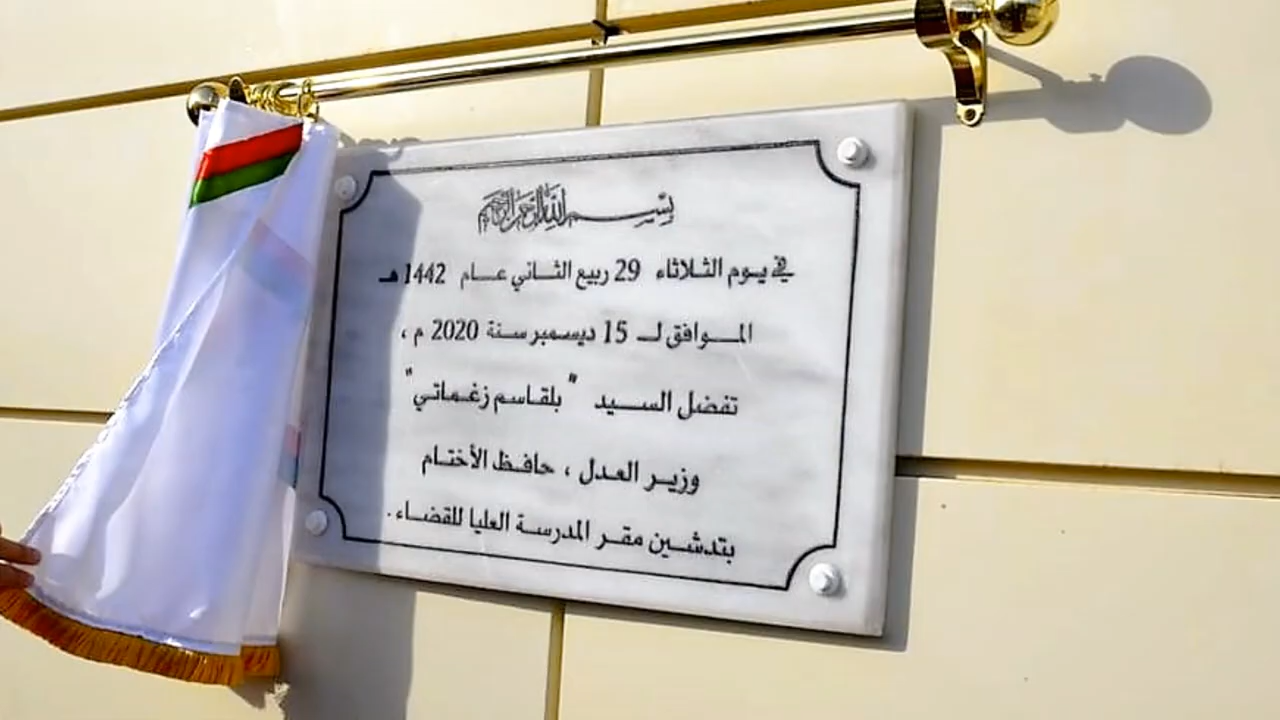 بسم الله الرحمن الرحيم
في يوم الثلاثاء 29 ربيع الثاني عام 1442 هـ
الموافق لـ 15 ديسمبر سنة 2020 م ،
تفضل السيد "بلقاسم زغماتي"
وزير العدل ، حافظ الأختام
بتدشين مقر المدرسة العليا للقضاء .